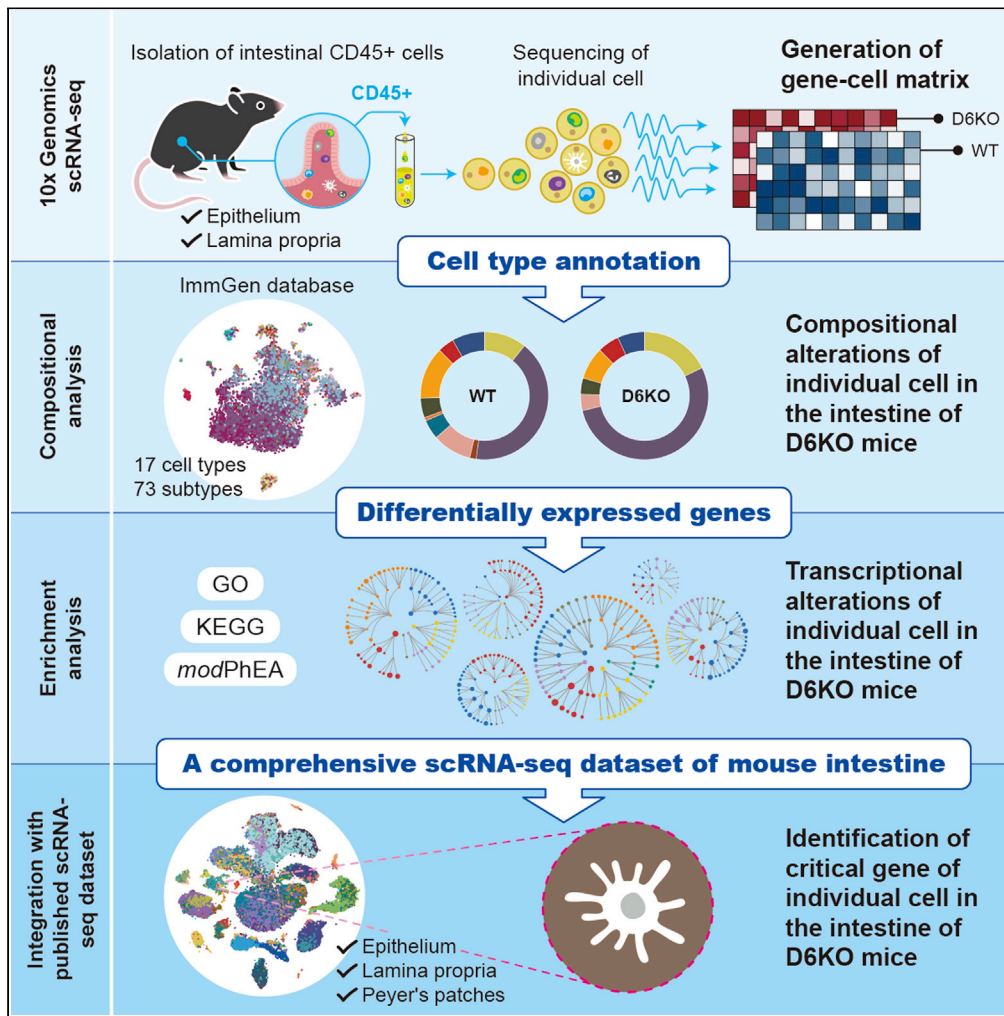 10x Genomics
scRNA-seq
Isolation of intestinal CD45+ cells
CD45+
✓ Epithelium
✓ Lamina propria
Sequencing of
individual cell
Generation of
gene-cell matrix
D6KO
WT
Cell type annotation
Compositional
analysis
ImmGen database
17 cell types
73 subtypes
WT
D6KO
Compositional
alterations of
individual cell in
the intestine of
D6KO mice
Differentially expressed genes
Enrichment
analysis
GO
KEGG
modPhEA
Transcriptional
alterations of
individual cell in
the intestine of
D6KO mice
A comprehensive scRNA-seq dataset of mouse intestine
Integration with
published scRNA-
seq dataset
✓ Epithelium
✓ Lamina propria
✓ Peyer's patches
Identification of
critical gene of
individual cell in
the intestine of
D6KO mice